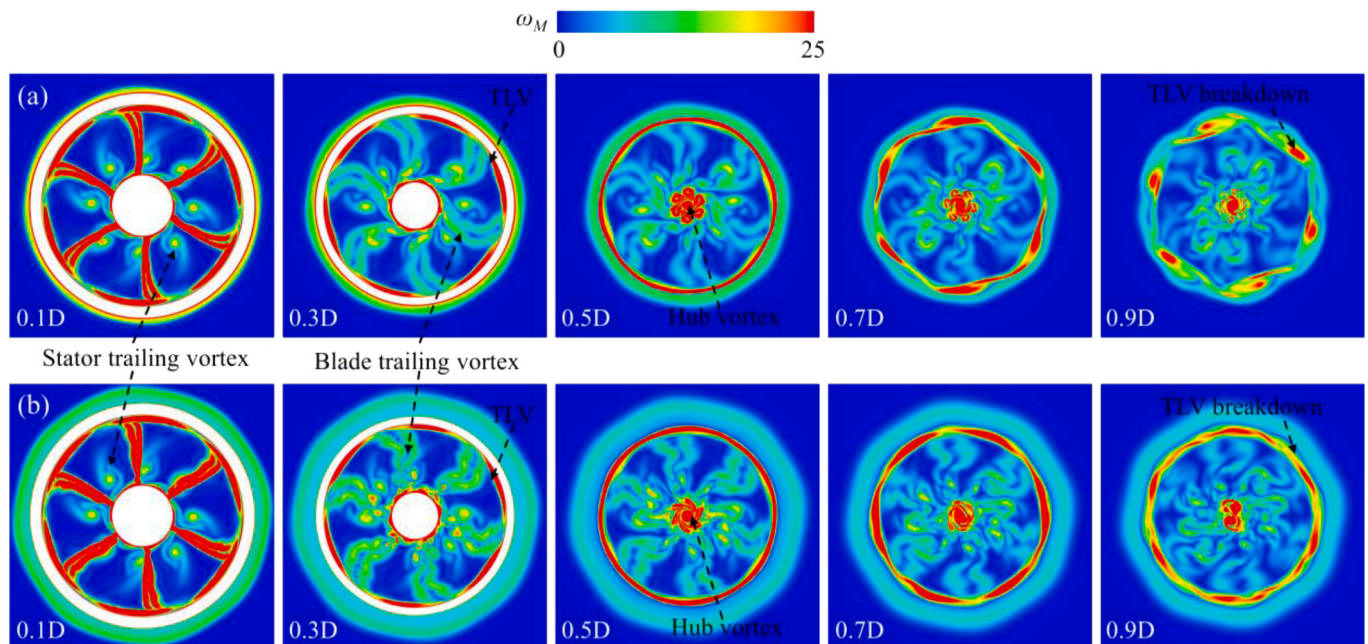 ω_M
0 25
(a)
TLV
TLV breakdown
0.1D
0.3D
0.5D
Hub vortex
0.7D
0.9D
Stator trailing vortex
Blade trailing vortex
(b)
TLV
TLV breakdown
0.1D
0.3D
0.5D
Hub vortex
0.7D
0.9D